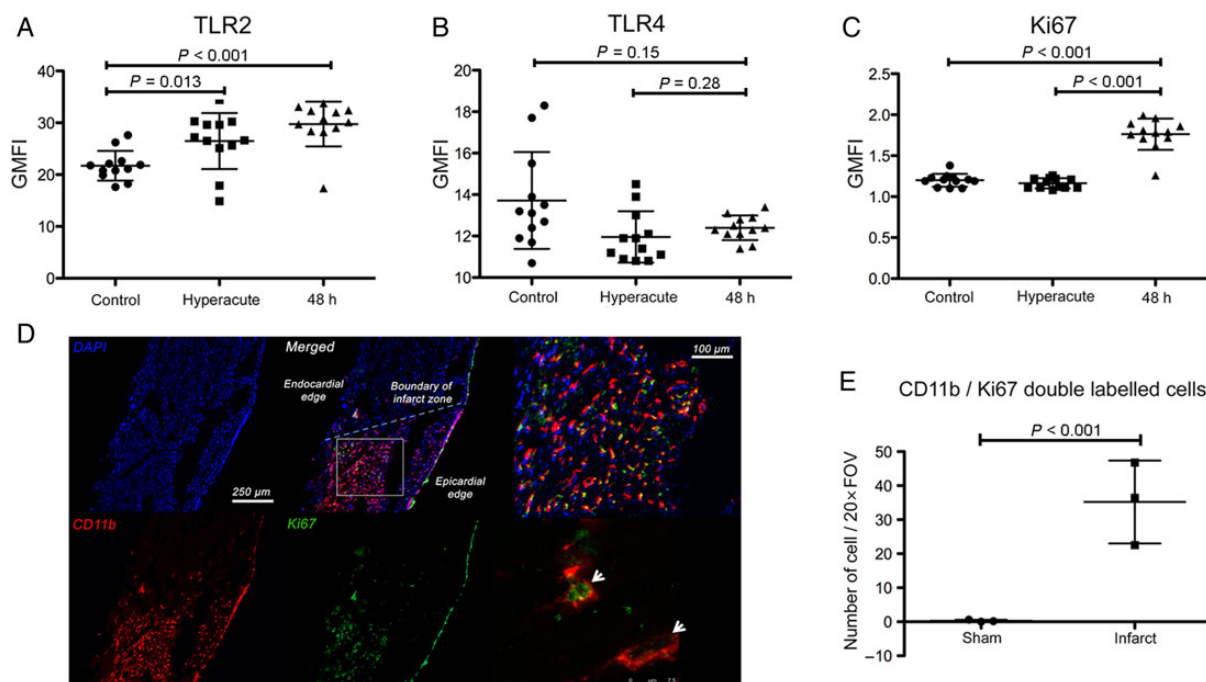 A
TLR2
P < 0.001
P = 0.013
GMFI
40
30
20
10
0
Control
Hyperacute
48 h
B
TLR4
P = 0.15
P = 0.28
GMFI
20
18
16
14
12
10
Control
Hyperacute
48 h
C
Ki67
P < 0.001
P < 0.001
GMFI
2.5
2.0
1.5
1.0
0.5
0.0
Control
Hyperacute
48 h
D
DAPI
250 µm
Merged
Endocardial
edge
Boundary of
infarct zone
Epicardial
edge
100 µm
CD11b
Ki67
0 µm 7.5
E
CD11b / Ki67 double labelled cells
P < 0.001
Number of cell / 20×FOV
50
40
30
20
10
0
−10
Sham
Infarct